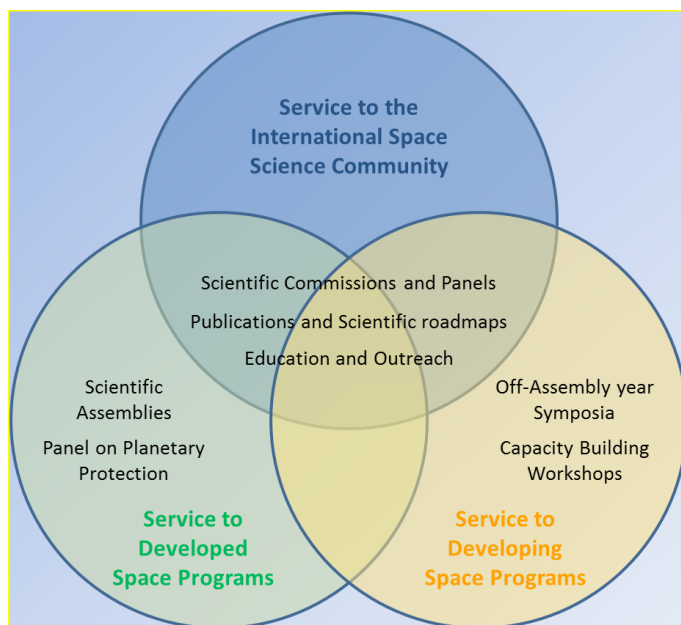 Service to the
International Space
Science Community
Scientific Commissions and Panels
Publications and Scientific roadmaps
Education and Outreach
Scientific
Assemblies
Panel on Planetary
Protection
Off-Assembly year
Symposia
Capacity Building
Workshops
Service to
Developed
Space Programs
Service to
Developing
Space Programs